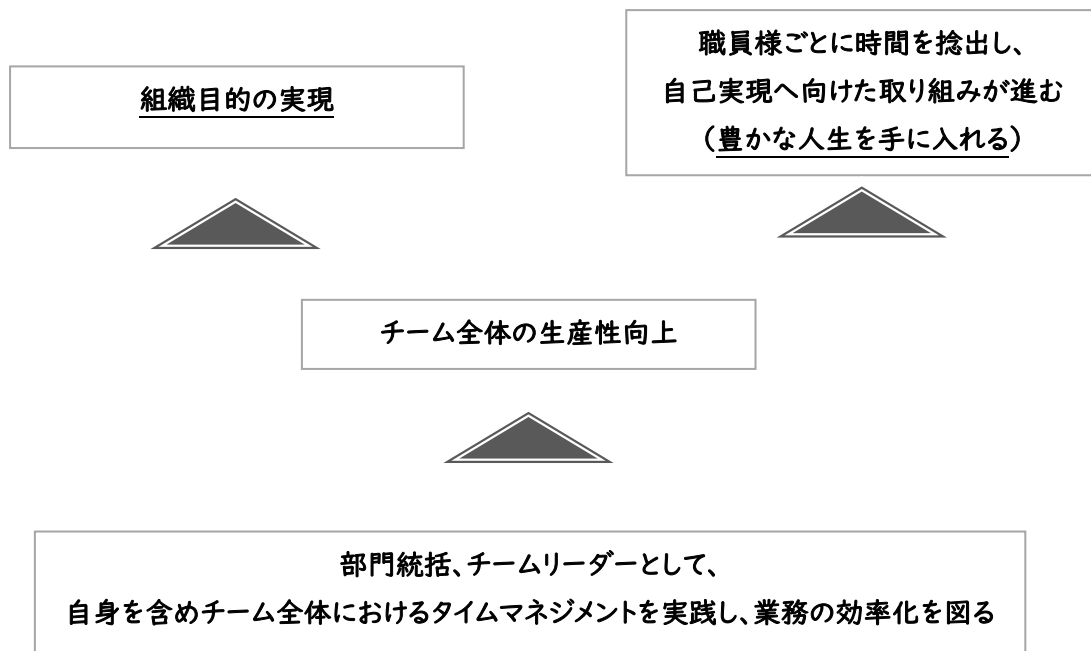 組織目的の実現
職員様ごとに時間を捻出し、
自己実現へ向けた取り組みが進む
（豊かな人生を手に入れる）
チーム全体の生産性向上
部門統括、チームリーダーとして、
自身を含めチーム全体におけるタイムマネジメントを実践し、業務の効率化を図る